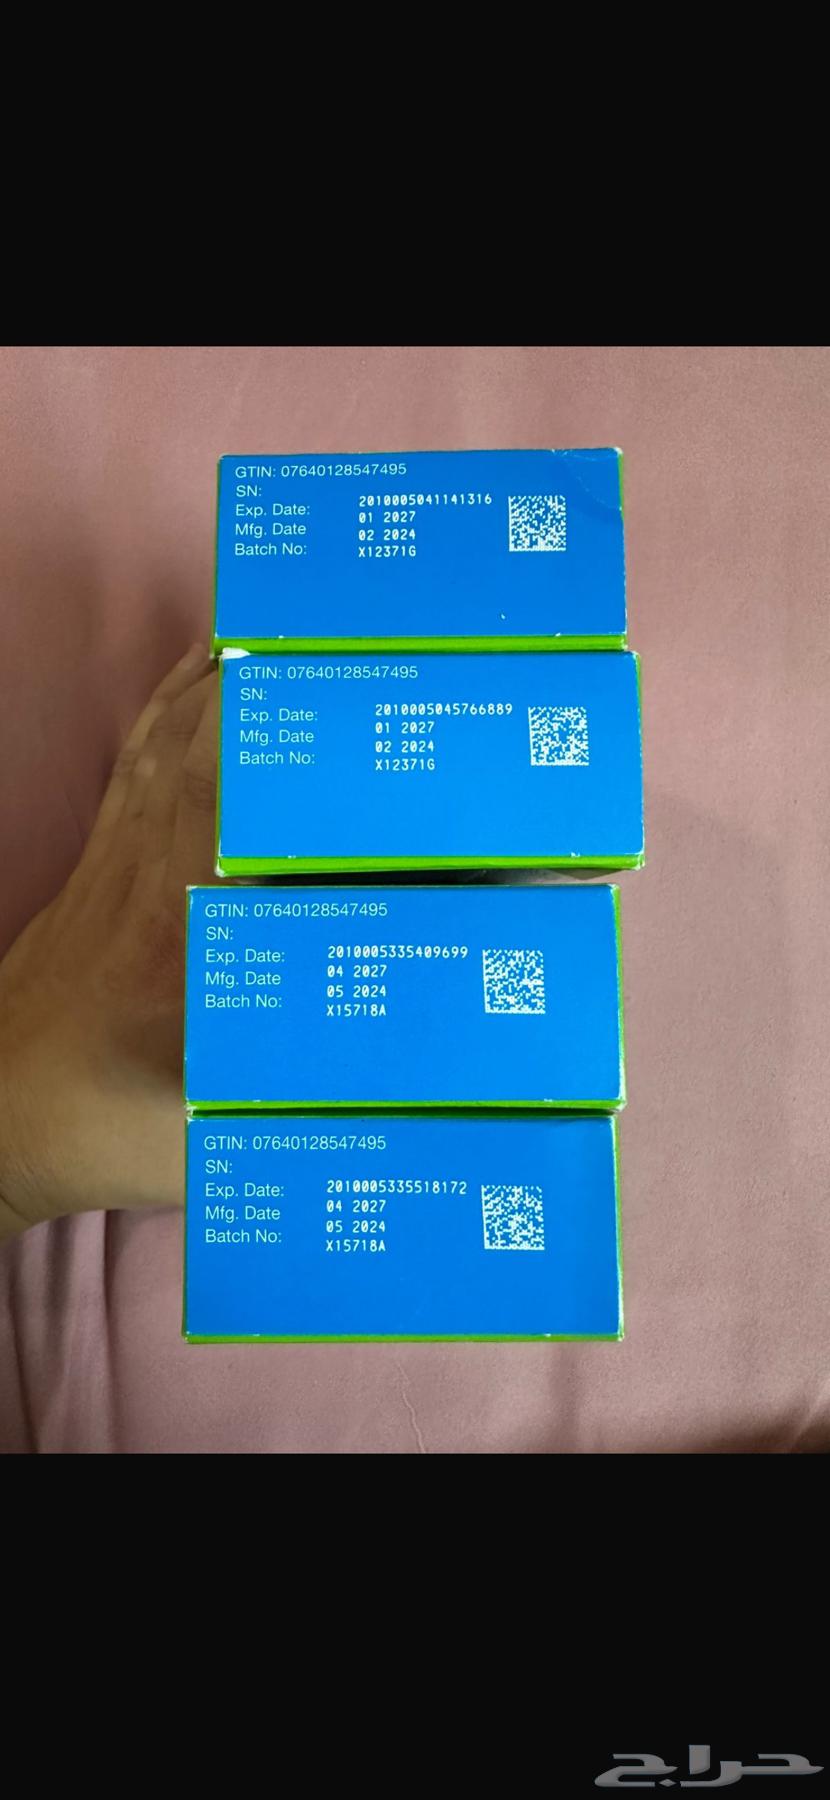 GTIN: 07640128547495
SN: 2010005041141316
Exp. Date: 01 2027
Mfg. Date 02 2024
Batch No: X12371G
GTIN: 07640128547495
SN: 2010005045766889
Exp. Date: 01 2027
Mfg. Date 02 2024
Batch No: X12371G
GTIN: 07640128547495
SN: 2010005335409699
Exp. Date: 04 2027
Mfg. Date 05 2024
Batch No: X15718A
GTIN: 07640128547495
SN: 2010005335518172
Exp. Date: 04 2027
Mfg. Date 05 2024
Batch No: X15718A
حراج